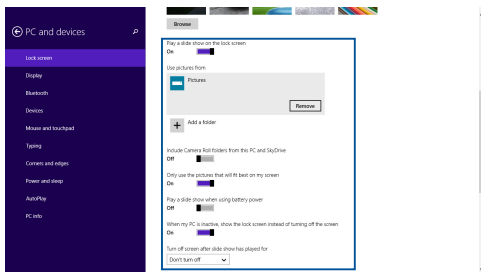 PC and devices
Lock screen
Display
Bluetooth
Devices
Mouse and touchpad
Typing
Corners and edges
Power and sleep
AutoPlay
PC info
Browse
Play a slide show on the lock screen
On
Use pictures from
Pictures
Remove
Add a folder
Include Camera Roll folders from this PC and SkyDrive
Off
Only use the pictures that will fit best on my screen
On
Play a slide show when using battery power
Off
When my PC is inactive, show the lock screen instead of turning off the screen
On
Turn off screen after slide show has played for
Don't turn off